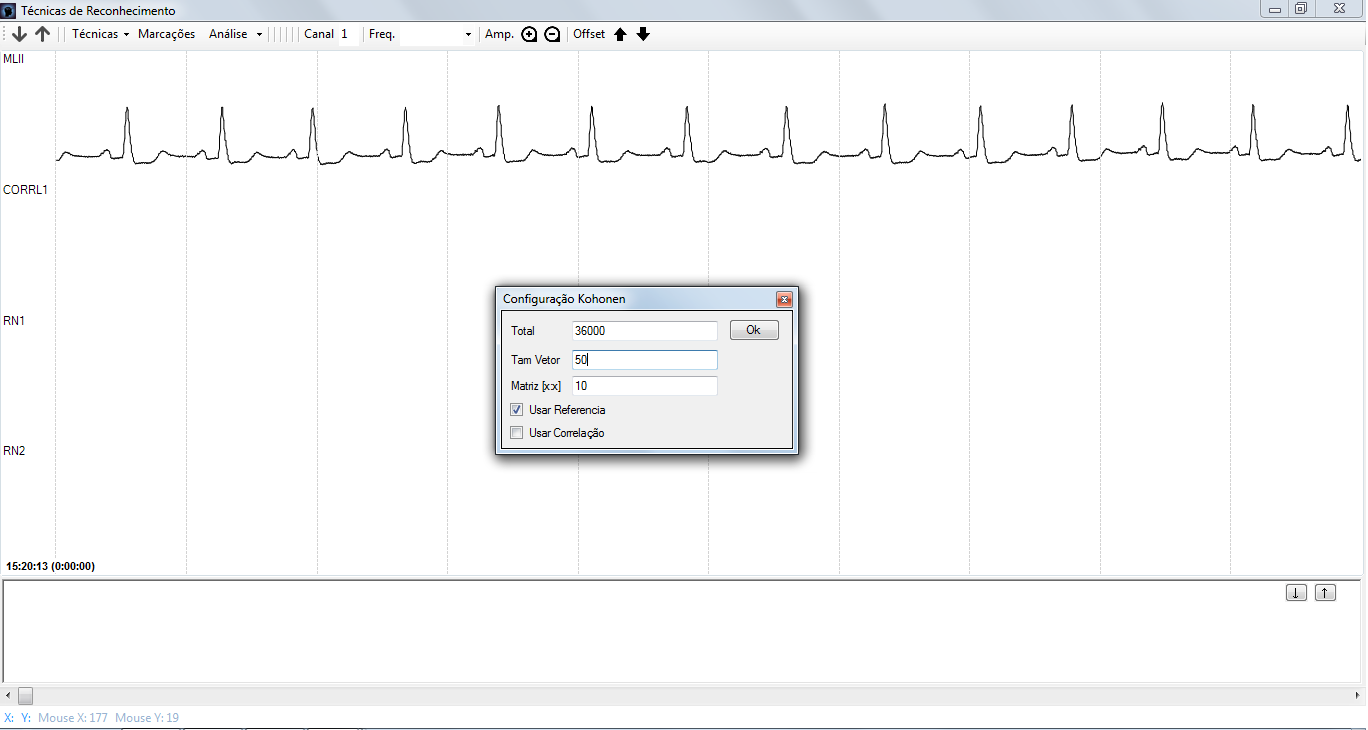 Técnicas de Reconhecimento
Técnicas Marcações Análise Canal 1 Freq. Amp. Offset
MLII
CORRL1
RN1
RN2
Configuração Kohonen
Total 36000 Ok
Tam Vetor 50
Matriz [x:x] 10
Usar Referencia
Usar Correlação
15:20:13 (0:00:00)
X: Y: Mouse X: 177 Mouse Y: 19